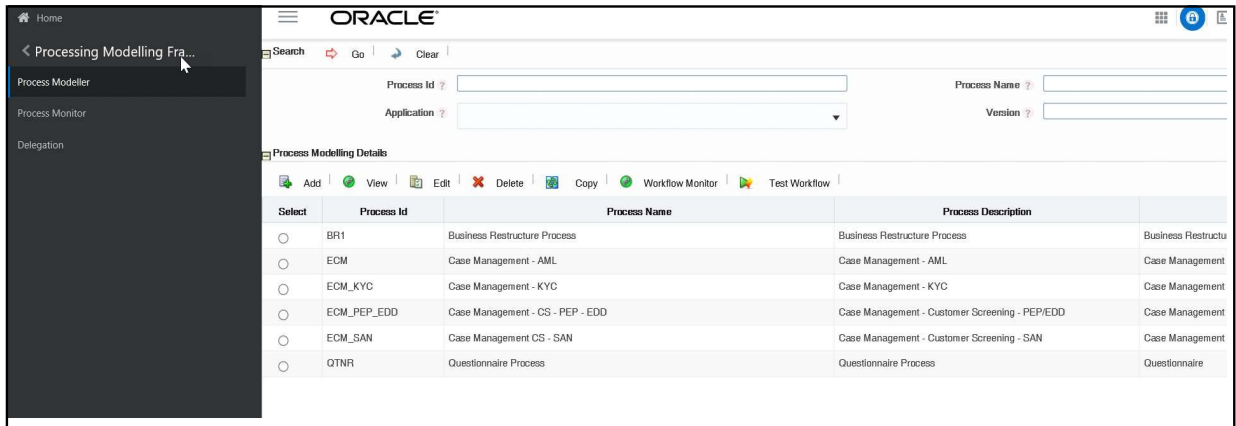 Home
Processing Modelling Fra...
Process Modeller
Process Monitor
Delegation
ORACLE®
Search Go Clear
Process Id ? Process Name ?
Application ? Version ?
Process Modelling Details
Add View Edit Delete Copy Workflow Monitor Test Workflow
Select Process Id Process Name Process Description
BR1 Business Restructure Process Business Restructure Process Business Restructu
ECM Case Management - AML Case Management - AML Case Management
ECM_KYC Case Management - KYC Case Management - KYC Case Management
ECM_PEP_EDD Case Management - CS - PEP - EDD Case Management - Customer Screening - PEP/EDD Case Management
ECM_SAN Case Management CS - SAN Case Management - Customer Screening - SAN Case Management
QTNR Questionnaire Process Questionnaire Process Questionnaire